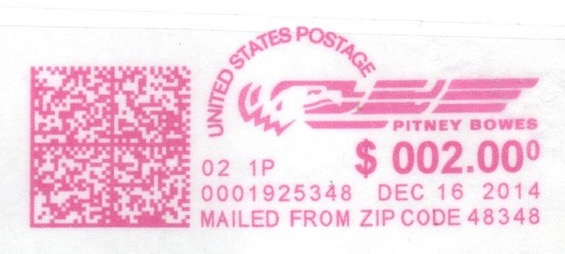 UNITED STATES POSTAGE
PITNEY BOWES
$ 002.00⁰
02 1P
0001925348 DEC 16 2014
MAILED FROM ZIP CODE 48348